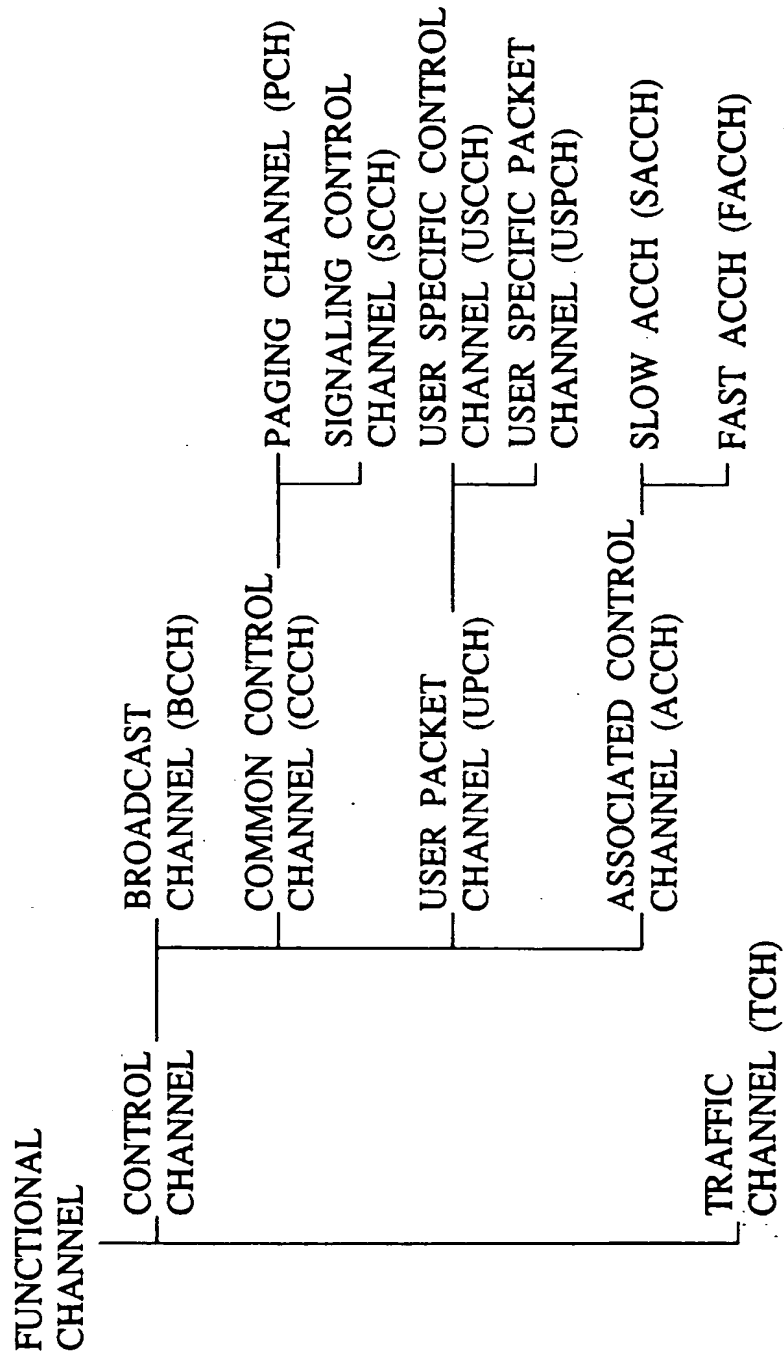 FUNCTIONAL
CHANNEL
CONTROL
CHANNEL
BROADCAST
CHANNEL (BCCH)
COMMON CONTROL
CHANNEL (CCCH)
PAGING CHANNEL (PCH)
SIGNALING CONTROL
CHANNEL (SCCH)
USER PACKET
CHANNEL (UPCH)
USER SPECIFIC CONTROL
CHANNEL (USCCH)
USER SPECIFIC PACKET
CHANNEL (USPCH)
ASSOCIATED CONTROL
CHANNEL (ACCH)
SLOW ACCH (SACCH)
FAST ACCH (FACCH)
TRAFFIC
CHANNEL (TCH)